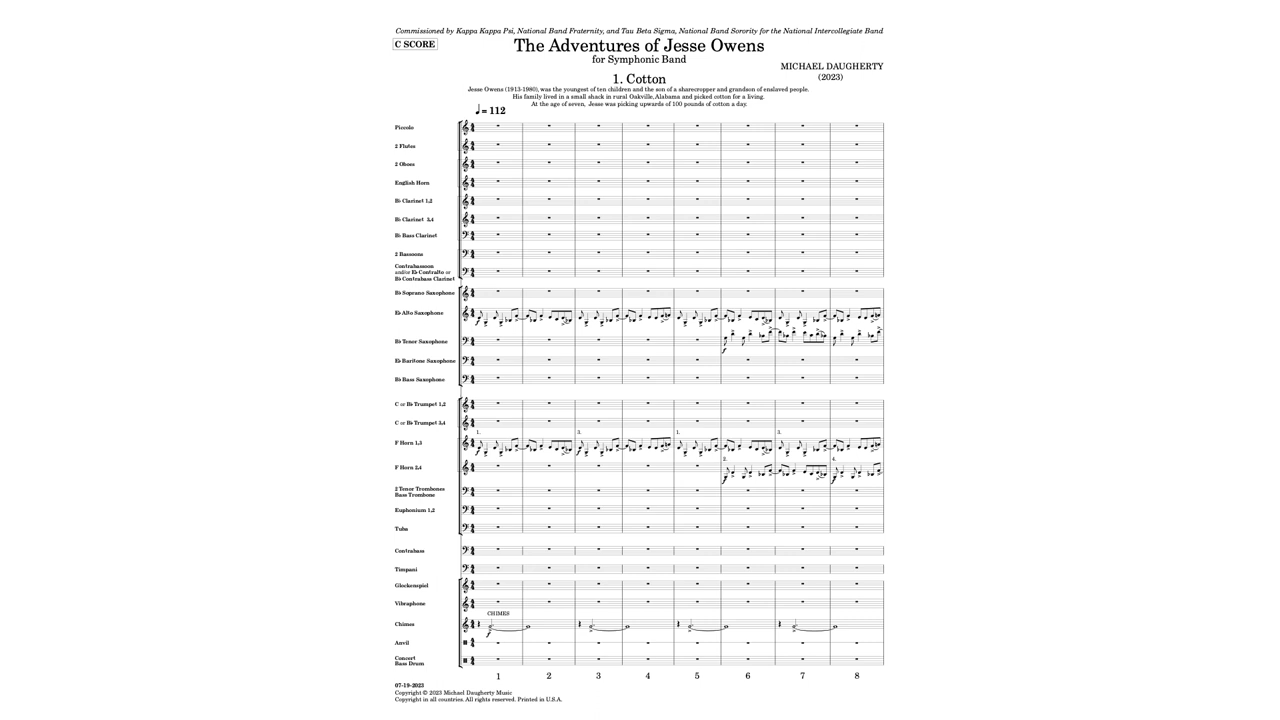 Commissioned by Kappa Kappa Psi, National Band Fraternity, and Tau Beta Sigma, National Band Sorority for the National Intercollegiate Band
C SCORE
The Adventures of Jesse Owens
for Symphonic Band
MICHAEL DAUGHERTY
(2023)
1. Cotton
Jesse Owens (1913-1980), was the youngest of ten children and the son of a sharecropper and grandson of enslaved people.
His family lived in a small shack in rural Oakville, Alabama and picked cotton for a living.
At the age of seven, Jesse was picking upwards of 100 pounds of cotton a day.
♩ = 112
Piccolo
2 Flutes
2 Oboes
English Horn
B♭ Clarinet 1,2
B♭ Clarinet 3,4
B♭ Bass Clarinet
2 Bassoons
Contrabassoon
and/or E♭ Contralto or
B♭ Contrabass Clarinet
B♭ Soprano Saxophone
E♭ Alto Saxophone
f
B♭ Tenor Saxophone
f
E♭ Baritone Saxophone
B♭ Bass Saxophone
C or B♭ Trumpet 1,2
C or B♭ Trumpet 3,4
1. 3. 1. 3.
F Horn 1,3
f f f f
2. 4.
F Horn 2,4
f f
2 Tenor Trombones
Bass Trombone
Euphonium 1,2
Tuba
Contrabass
Timpani
Glockenspiel
Vibraphone
CHIMES
Chimes
f
Anvil
Concert
Bass Drum
1 2 3 4 5 6 7 8
07-19-2023
Copyright © 2023 Michael Daugherty Music
Copyright in all countries. All rights reserved. Printed in U.S.A.